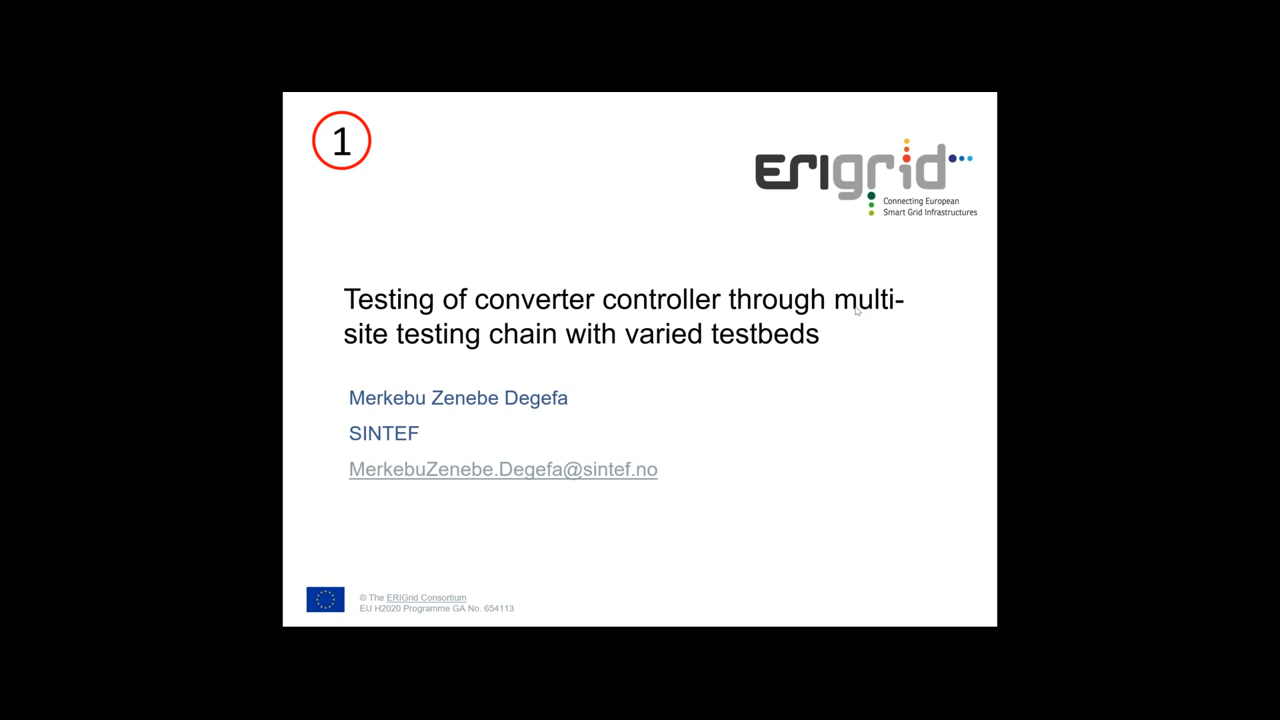 1
ERIgrid
Connecting European
Smart Grid Infrastructures
Testing of converter controller through multi-
site testing chain with varied testbeds
Merkebu Zenebe Degefa
SINTEF
MerkebuZenebe.Degefa@sintef.no
© The ERIGrid Consortium
EU H2020 Programme GA No. 654113